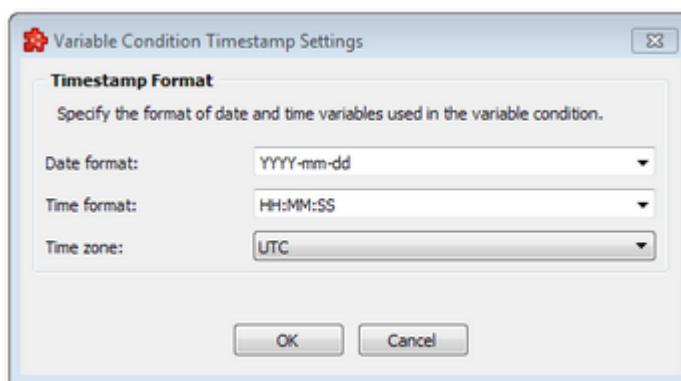 Variable Condition Timestamp Settings
Timestamp Format
Specify the format of date and time variables used in the variable condition.
Date format: YYYY-mm-dd
Time format: HH:MM:SS
Time zone: UTC
OK Cancel